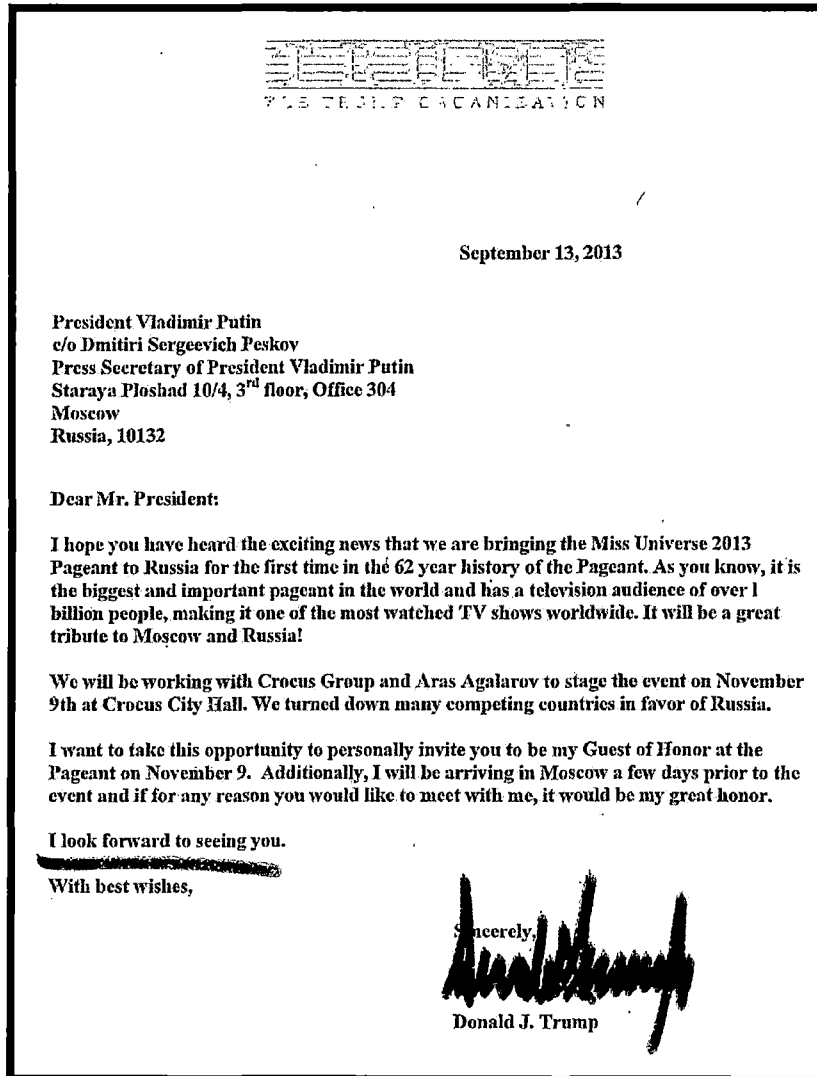 TRUMP
THE TRUMP ORGANIZATION
September 13, 2013
President Vladimir Putin
c/o Dmitiri Sergeevich Peskov
Press Secretary of President Vladimir Putin
Staraya Ploshad 10/4, 3rd floor, Office 304
Moscow
Russia, 10132
Dear Mr. President:
I hope you have heard the exciting news that we are bringing the Miss Universe 2013
Pageant to Russia for the first time in the 62 year history of the Pageant. As you know, it is
the biggest and important pageant in the world and has a television audience of over 1
billion people, making it one of the most watched TV shows worldwide. It will be a great
tribute to Moscow and Russia!
We will be working with Crocus Group and Aras Agalarov to stage the event on November
9th at Crocus City Hall. We turned down many competing countries in favor of Russia.
I want to take this opportunity to personally invite you to be my Guest of Honor at the
Pageant on November 9. Additionally, I will be arriving in Moscow a few days prior to the
event and if for any reason you would like to meet with me, it would be my great honor.
I look forward to seeing you.
With best wishes,
Sincerely,
Donald J. Trump